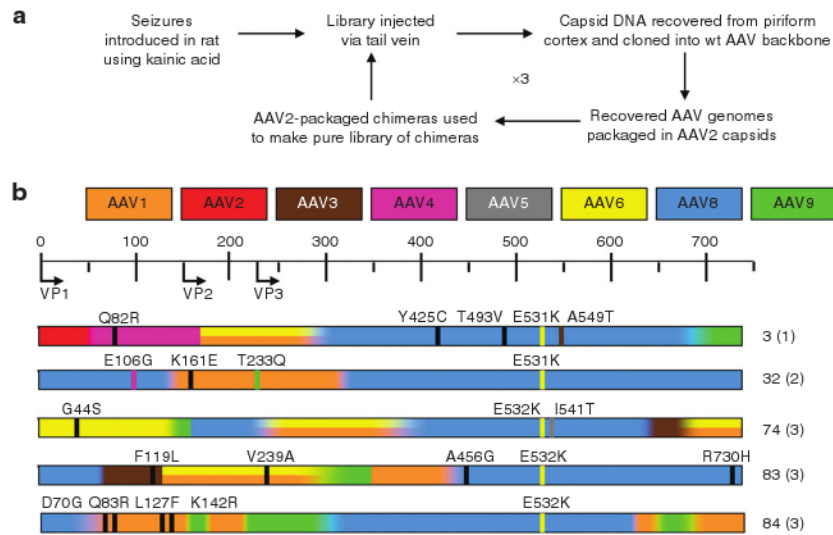 a
Seizures
introduced in rat
using kainic acid
Library injected
via tail vein
Capsid DNA recovered from piriform
cortex and cloned into wt AAV backbone
×3
AAV2-packaged chimeras used
to make pure library of chimeras
Recovered AAV genomes
packaged in AAV2 capsids
b
AAV1 AAV2 AAV3 AAV4 AAV5 AAV6 AAV8 AAV9
0 100 200 300 400 500 600 700
VP1 VP2 VP3
Q82R Y425C T493V E531K A549T
3 (1)
E106G K161E T233Q E531K
32 (2)
G44S E532K I541T
74 (3)
F119L V239A A456G E532K R730H
83 (3)
D70G Q83R L127F K142R E532K
84 (3)